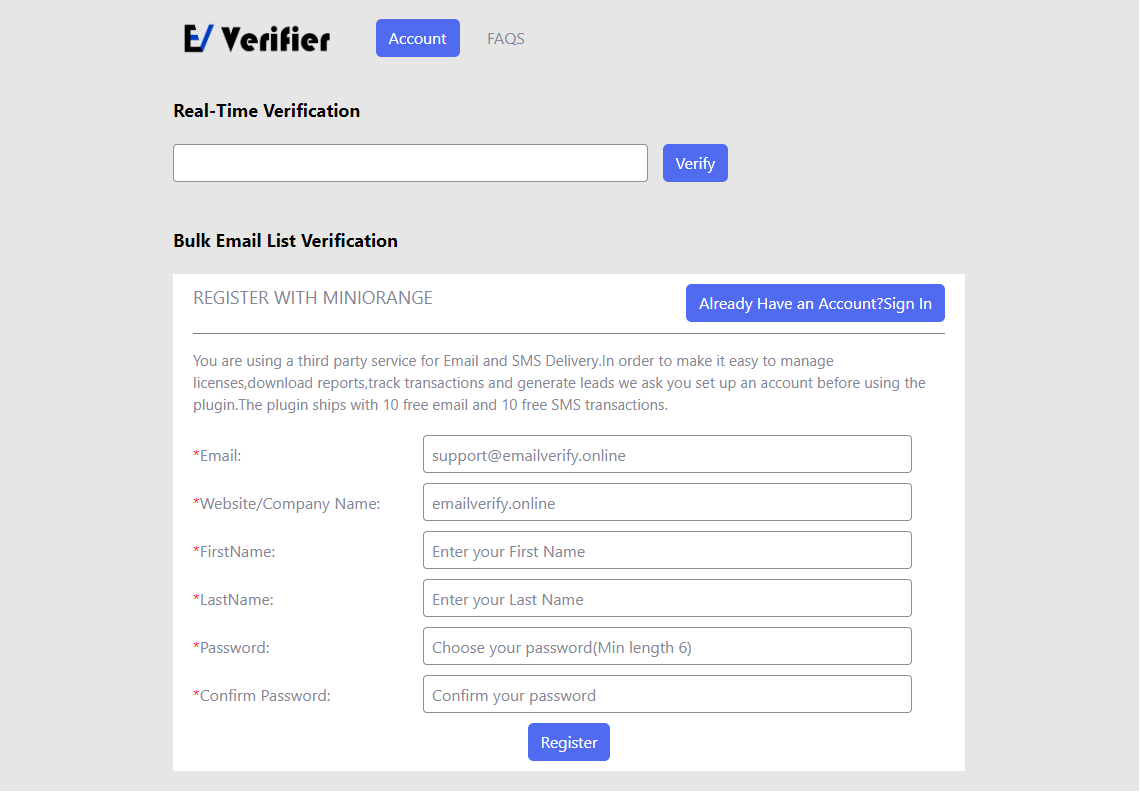 E/ Verifier Account FAQS
Real-Time Verification
Verify
Bulk Email List Verification
REGISTER WITH MINIORANGE
Already Have an Account?Sign In
You are using a third party service for Email and SMS Delivery.In order to make it easy to manage
licenses,download reports,track transactions and generate leads we ask you set up an account before using the
plugin.The plugin ships with 10 free email and 10 free SMS transactions.
*Email: support@emailverify.online
*Website/Company Name: emailverify.online
*FirstName: Enter your First Name
*LastName: Enter your Last Name
*Password: Choose your password(Min length 6)
*Confirm Password: Confirm your password
Register